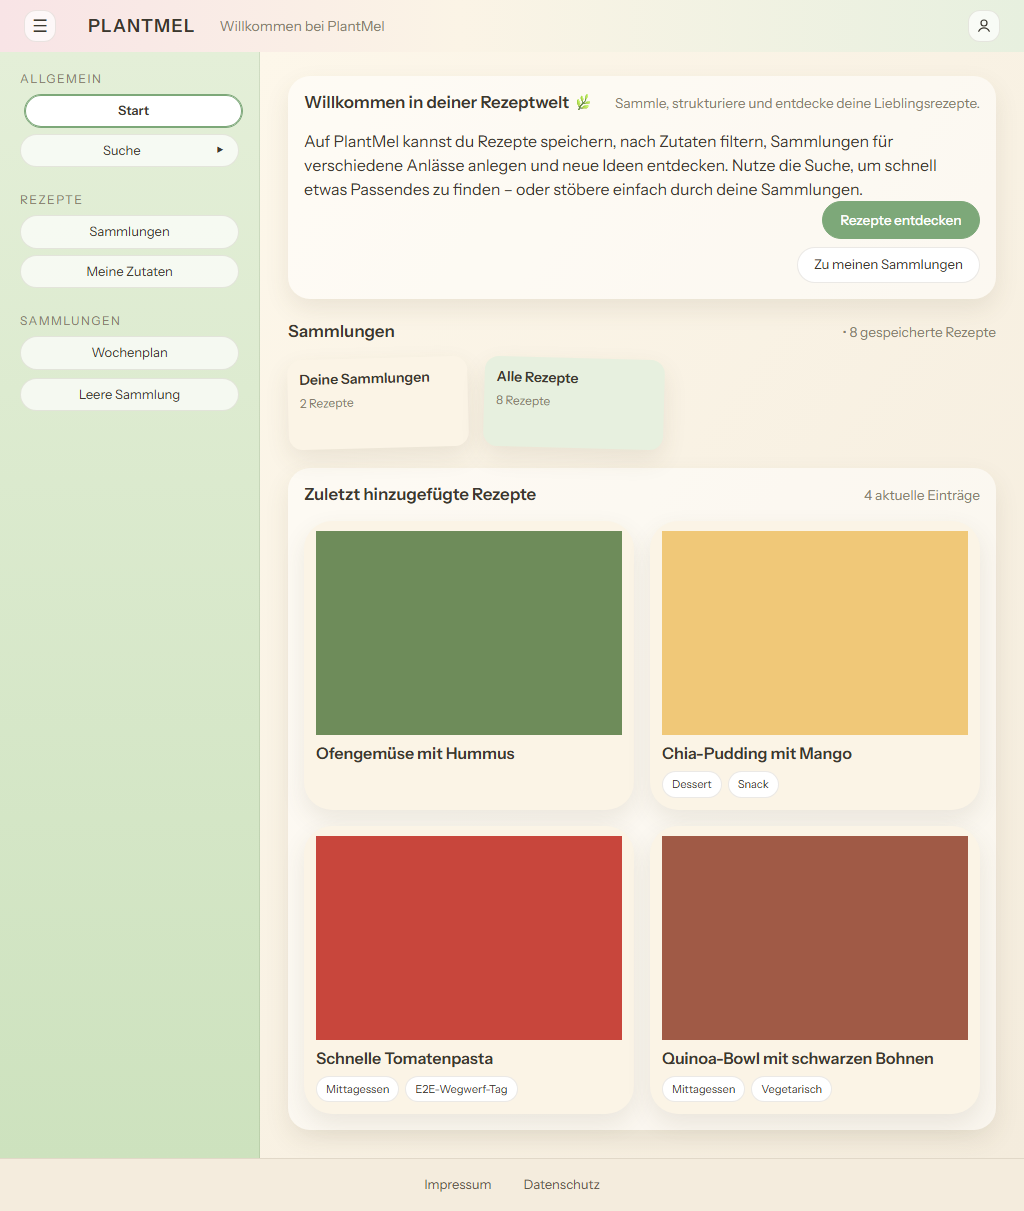 PLANTMEL
Willkommen bei PlantMel
ALLGEMEIN
Start
Suche
REZEPTE
Sammlungen
Meine Zutaten
SAMMLUNGEN
Wochenplan
Leere Sammlung
Willkommen in deiner Rezeptwelt 🌿
Sammle, strukturiere und entdecke deine Lieblingsrezepte.
Auf PlantMel kannst du Rezepte speichern, nach Zutaten filtern, Sammlungen für
verschiedene Anlässe anlegen und neue Ideen entdecken. Nutze die Suche, um schnell
etwas Passendes zu finden – oder stöbere einfach durch deine Sammlungen.
Rezepte entdecken
Zu meinen Sammlungen
Sammlungen
· 8 gespeicherte Rezepte
Deine Sammlungen
2 Rezepte
Alle Rezepte
8 Rezepte
Zuletzt hinzugefügte Rezepte
4 aktuelle Einträge
Ofengemüse mit Hummus
Chia-Pudding mit Mango
Dessert
Snack
Schnelle Tomatenpasta
Mittagessen
E2E-Wegwerf-Tag
Quinoa-Bowl mit schwarzen Bohnen
Mittagessen
Vegetarisch
Impressum
Datenschutz